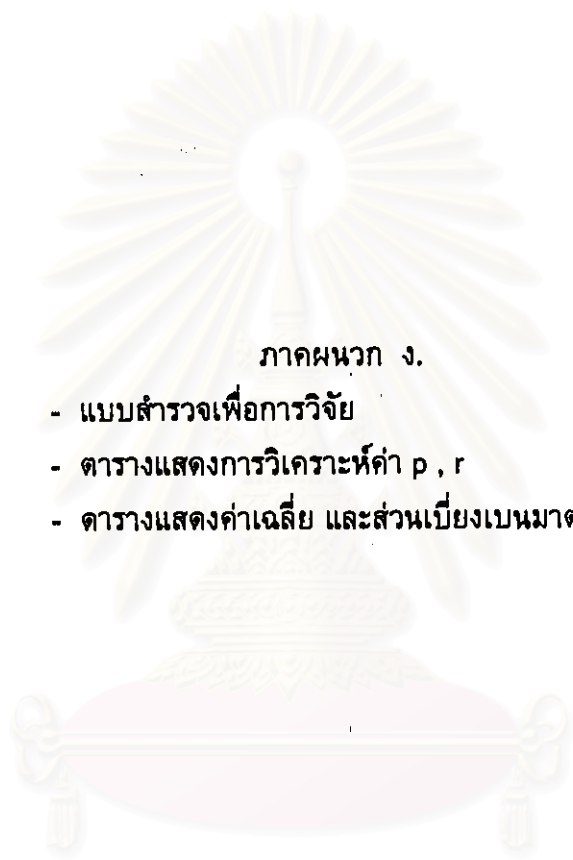 ภาคผนวก ง.
- แบบสำรวจเพื่อการวิจัย
- ตารางแสดงการวิเคราะห์ค่า p , r
- ตารางแสดงค่าเฉลี่ย และส่วนเบี่ยงเบนมาต